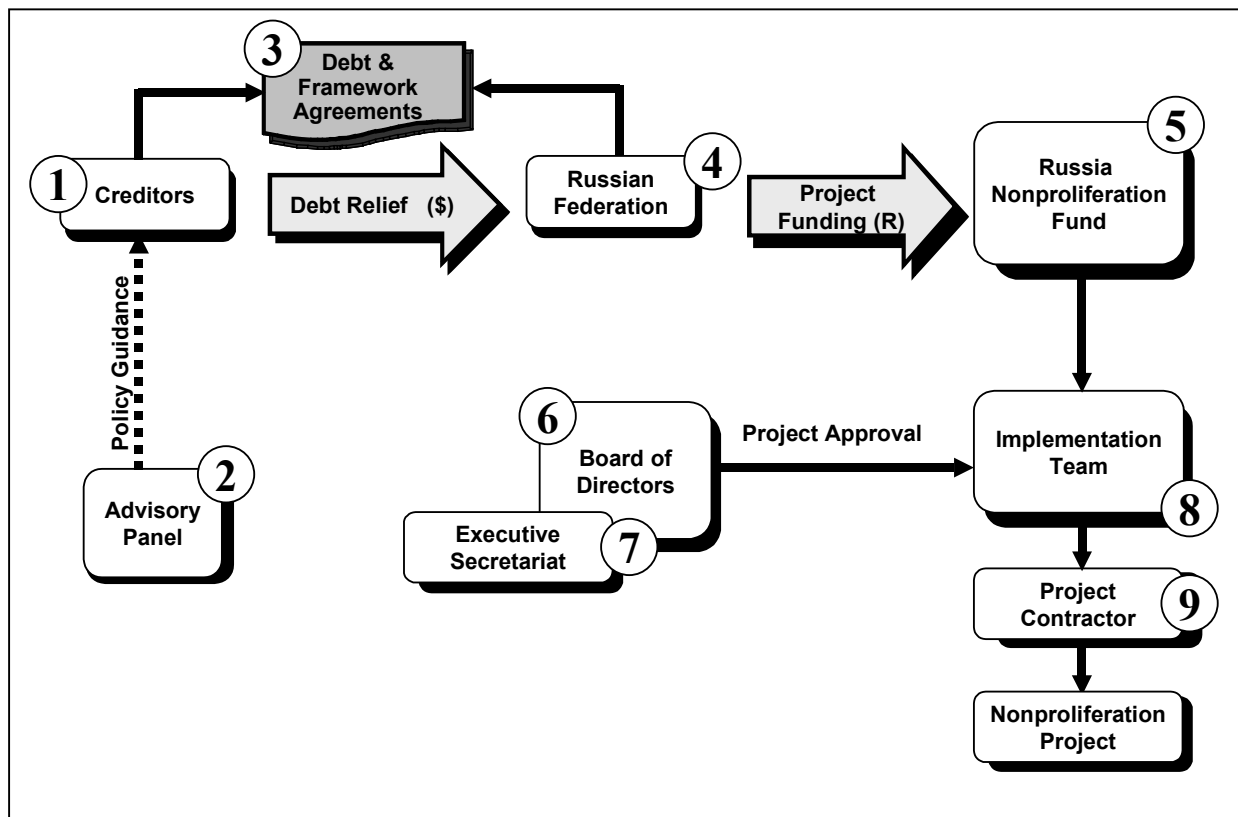 3
Debt &
Framework
Agreements
1
Creditors
Debt Relief ($)
Russian
Federation
4
Project
Funding (R)
5
Russia
Nonproliferation
Fund
Policy Guidance
2
Advisory
Panel
6
Board of
Directors
Executive
Secretariat
7
Project Approval
Implementation
Team
8
Project
Contractor
9
Nonproliferation
Project